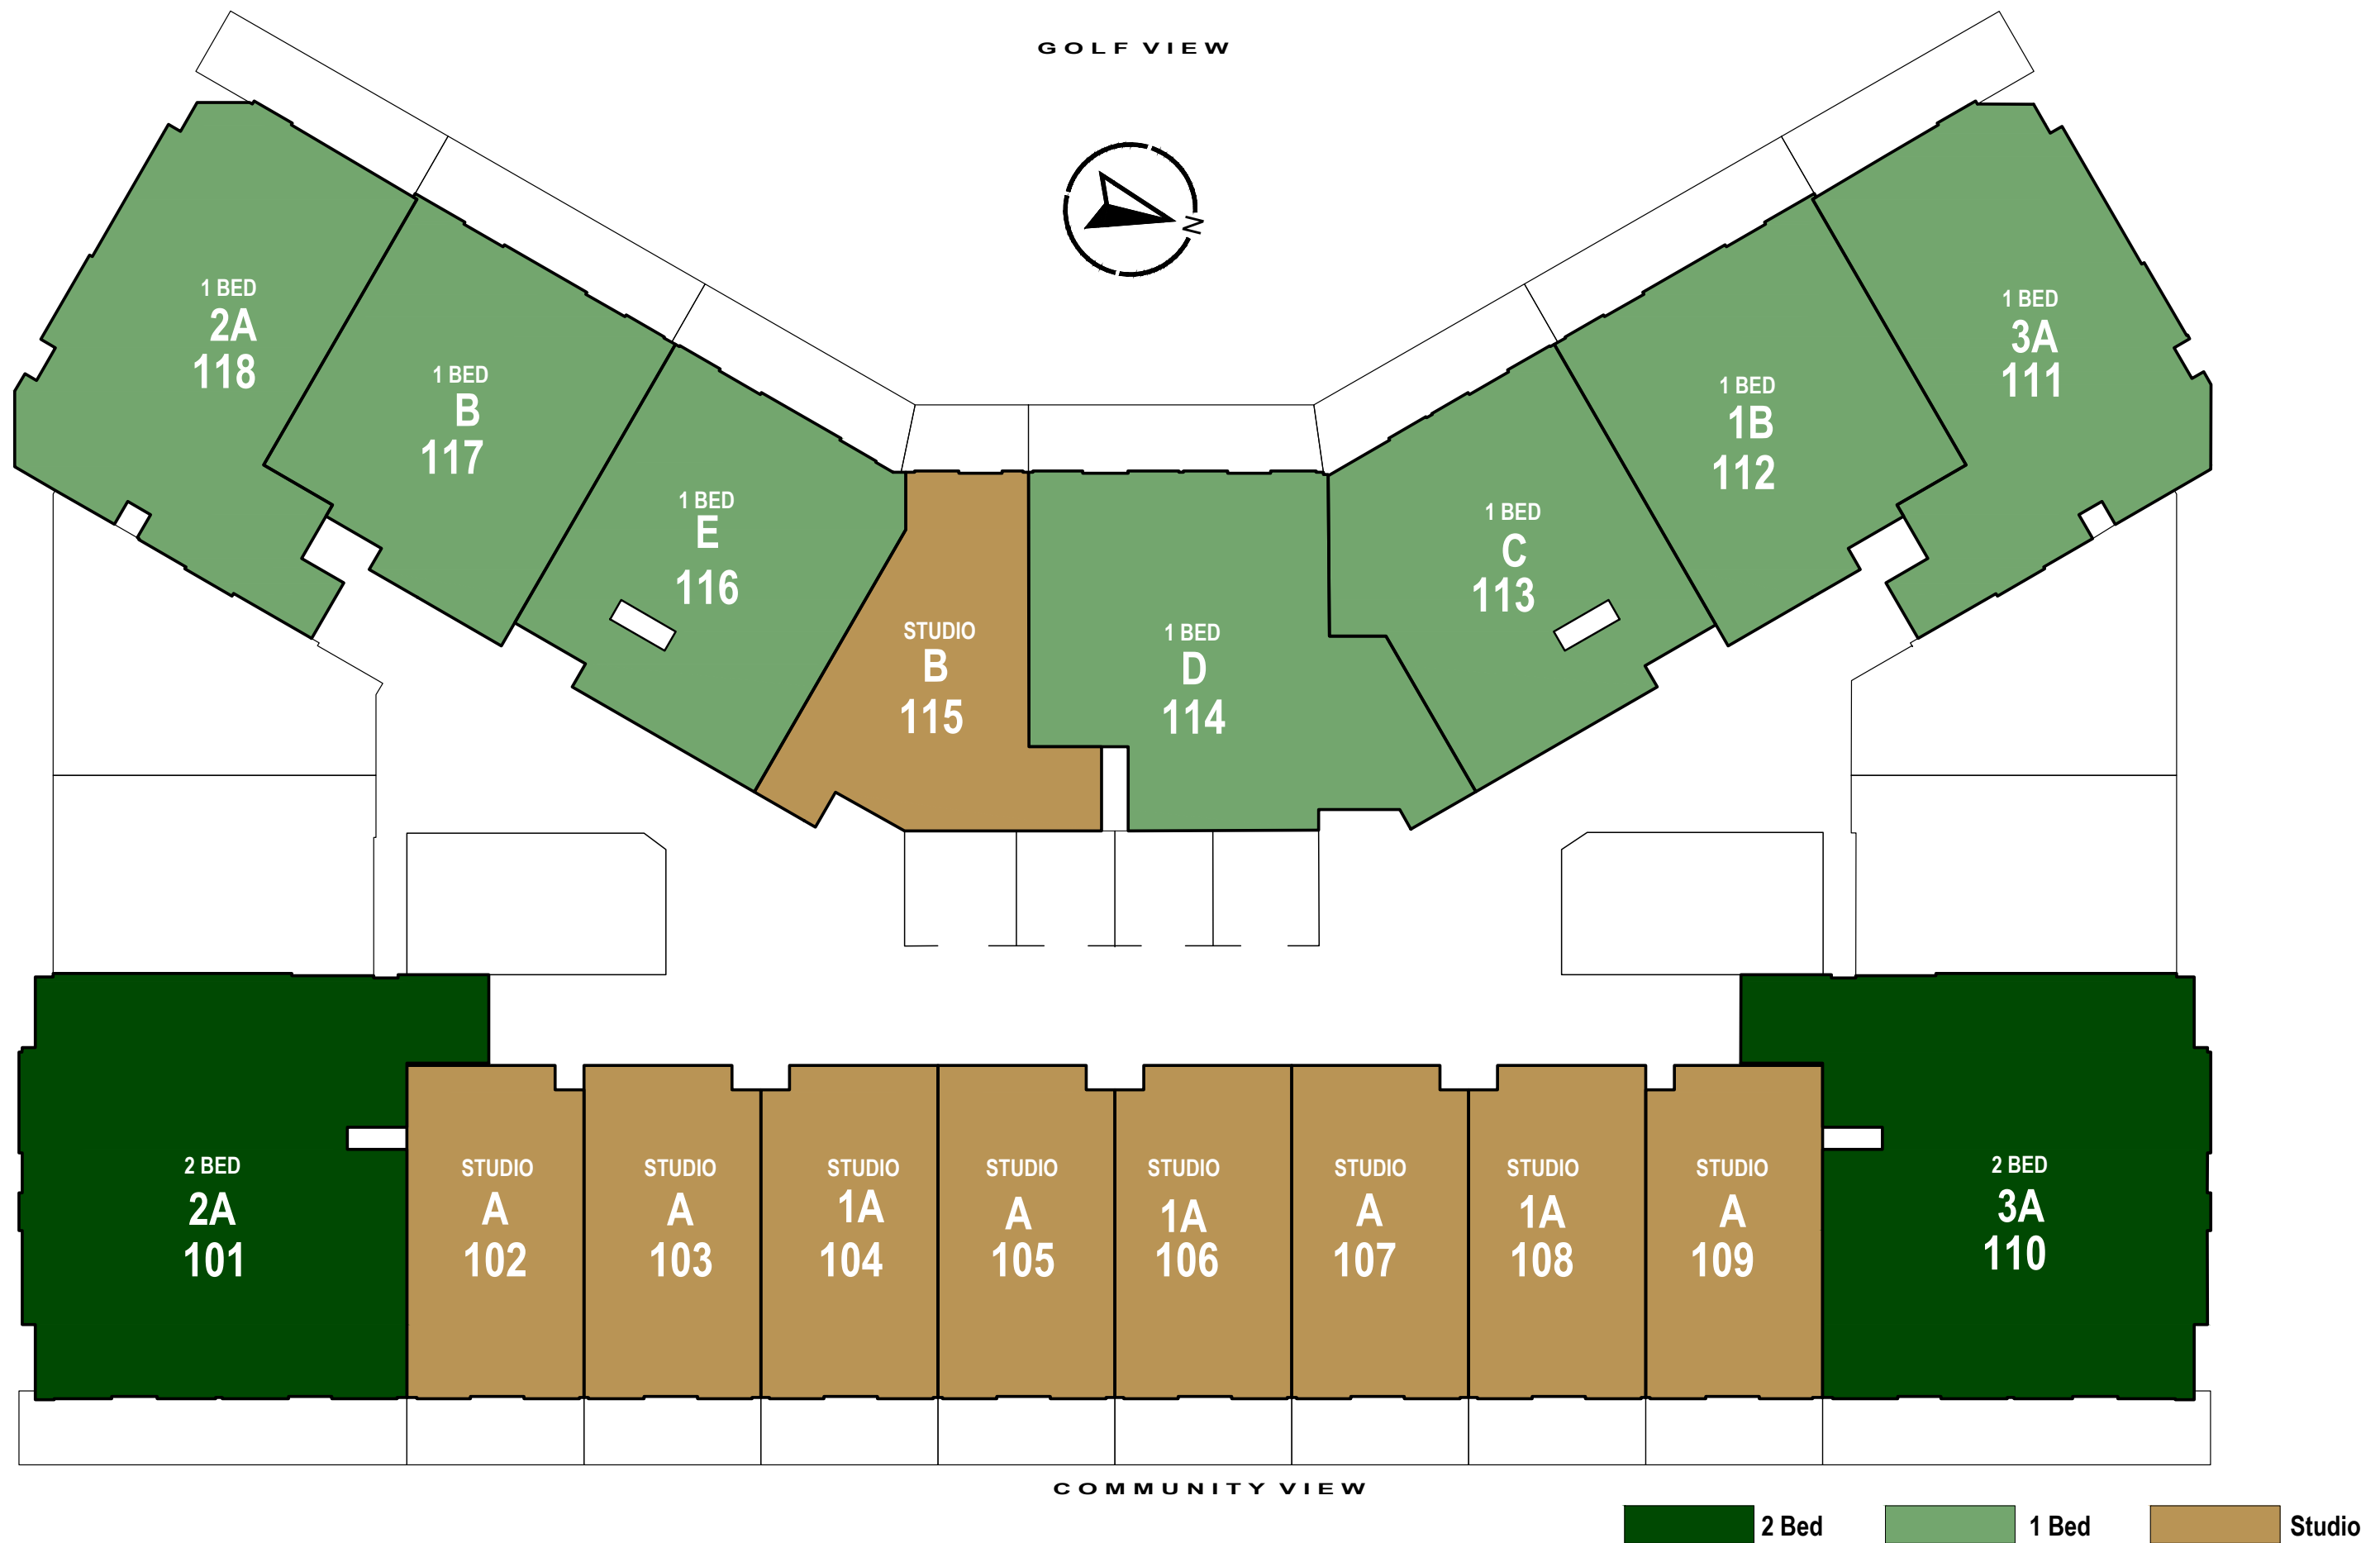 GOLF VIEW
N
1 BED
2A
118
1 BED
B
117
1 BED
E
116
STUDIO
B
115
1 BED
D
114
1 BED
C
113
1 BED
1B
112
1 BED
3A
111
2 BED
2A
101
STUDIO
A
102
STUDIO
A
103
STUDIO
1A
104
STUDIO
A
105
STUDIO
1A
106
STUDIO
A
107
STUDIO
1A
108
STUDIO
A
109
2 BED
3A
110
COMMUNITY VIEW
2 Bed
1 Bed
Studio